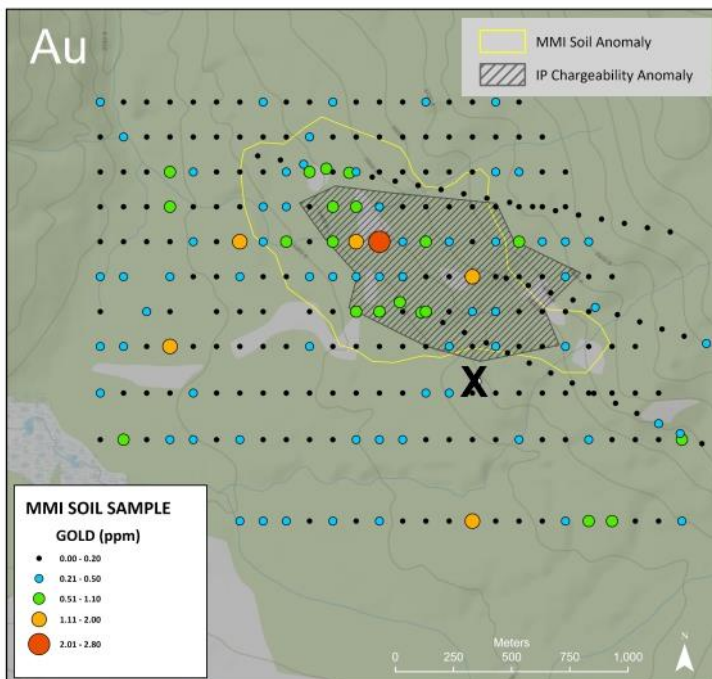 Au
MMI Soil Anomaly
IP Chargeability Anomaly
X
MMI SOIL SAMPLE
GOLD (ppm)
0.00 - 0.20
0.21 - 0.50
0.51 - 1.10
1.11 - 2.00
2.01 - 2.80
Meters
0 250 500 750 1,000
N